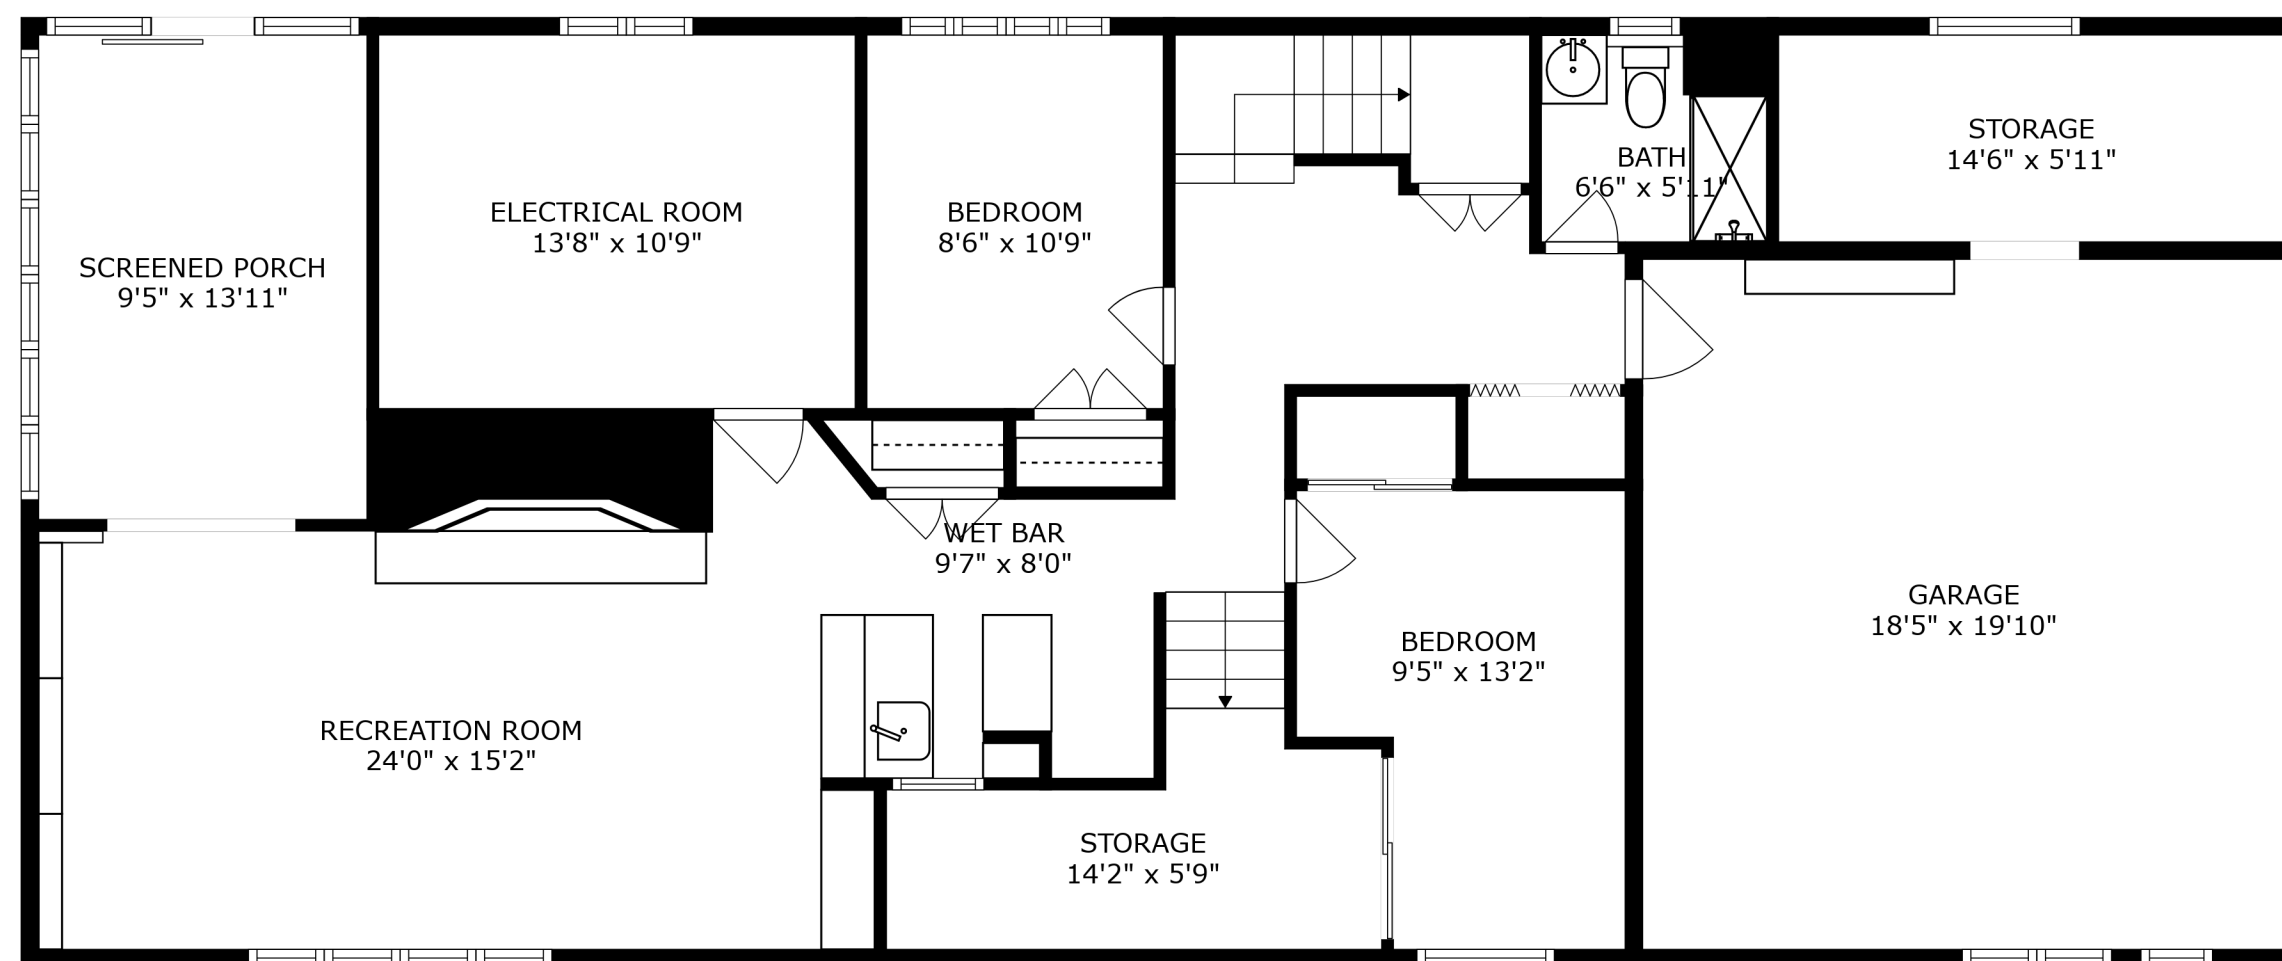 SCREENED PORCH
9'5" x 13'11"
ELECTRICAL ROOM
13'8" x 10'9"
BEDROOM
8'6" x 10'9"
BATH
6'6" x 5'11"
STORAGE
14'6" x 5'11"
WET BAR
9'7" x 8'0"
RECREATION ROOM
24'0" x 15'2"
BEDROOM
9'5" x 13'2"
GARAGE
18'5" x 19'10"
STORAGE
14'2" x 5'9"